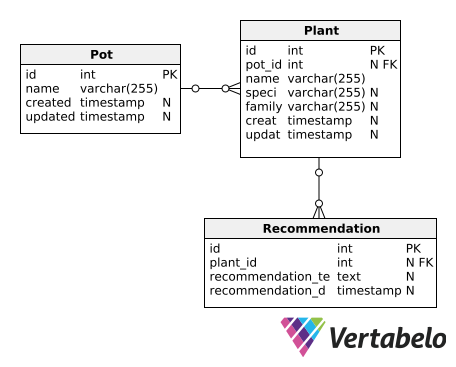 Pot
id int PK
name varchar(255)
created timestamp N
updated timestamp N
Plant
id int PK
pot_id int N FK
name varchar(255)
speci varchar(255) N
family varchar(255) N
creat timestamp N
updat timestamp N
Recommendation
id int PK
plant_id int N FK
recommendation_te text N
recommendation_d timestamp N
Vertabelo